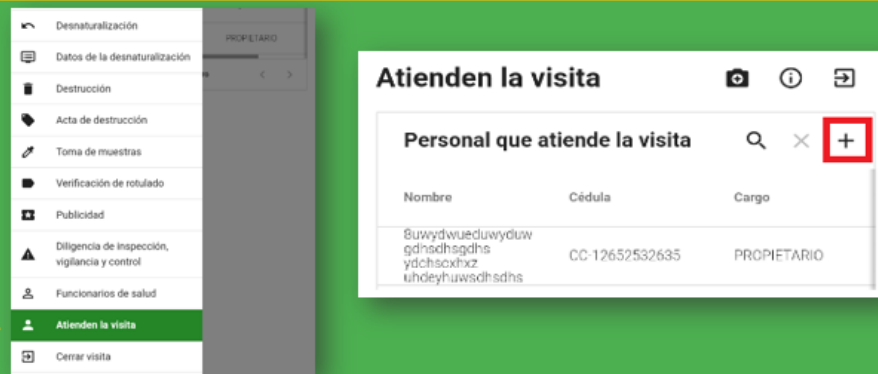 Desnaturalización
Datos de la desnaturalización
Destrucción
Acta de destrucción
Toma de muestras
Verificación de rotulado
Publicidad
Diligencia de inspección,
vigilancia y control
Funcionarios de salud
Atienden la visita
Cerrar visita
PROPIETARIO
Atienden la visita
Personal que atiende la visita
Nombre Cédula Cargo
8uwydwueduwyduw
gdhsdhsgdhs
ydchscxhxz
uhdeyhuwsdhsdhs
CC-12652532635 PROPIETARIO